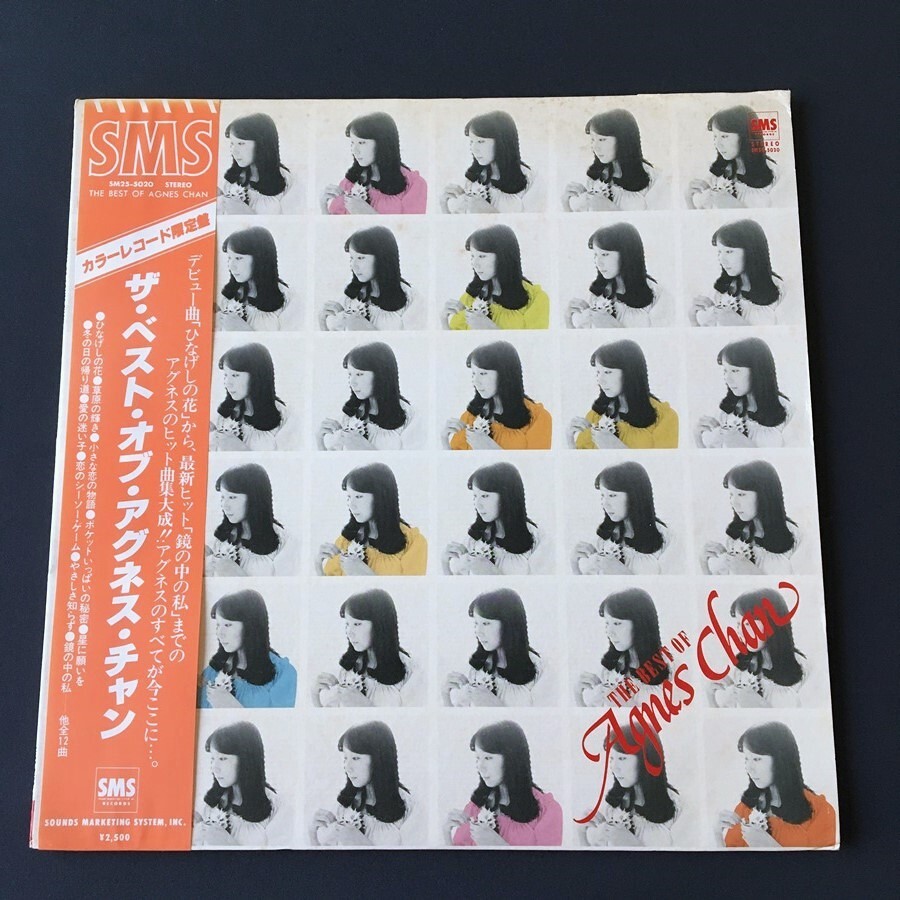 SMS
SM25-5020 STEREO
THE BEST OF AGNES CHAN
カラーレコード限定盤
ザ・ベスト・オブ・アグネス・チャン
デビュー曲「ひなげしの花」から、最新ヒット「鏡の中の私」までの
アグネスのヒット曲集大成!!アグネスのすべてが今ここに…。
●ひなげしの花●草原の輝き●小さな恋の物語●ポケットいっぱいの秘密●星に願いを
●冬の日の帰り道●愛の迷い子●恋のシーソー・ゲーム●やさしさ知らず●鏡の中の私
他全12曲
SMS
RECORDS
SOUNDS MARKETING SYSTEM, INC.
¥2,500
SMS
RECORDS
STEREO
SM25-5020
THE BEST OF
Agnes Chan